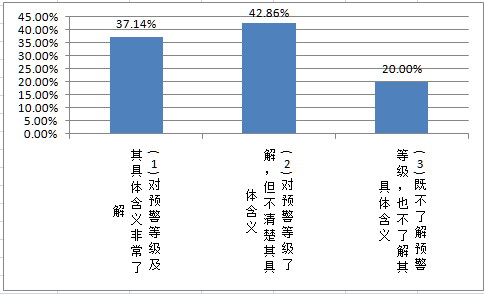 45.00%
40.00%
35.00%
30.00%
25.00%
20.00%
15.00%
10.00%
5.00%
0.00%
37.14%
42.86%
20.00%
(1)对预警等级及
其具体含义非常了
解
(2)对预警等级了
解,但不清楚其具
体含义
(3)既不了解预警
等级,也不了解其
具体含义